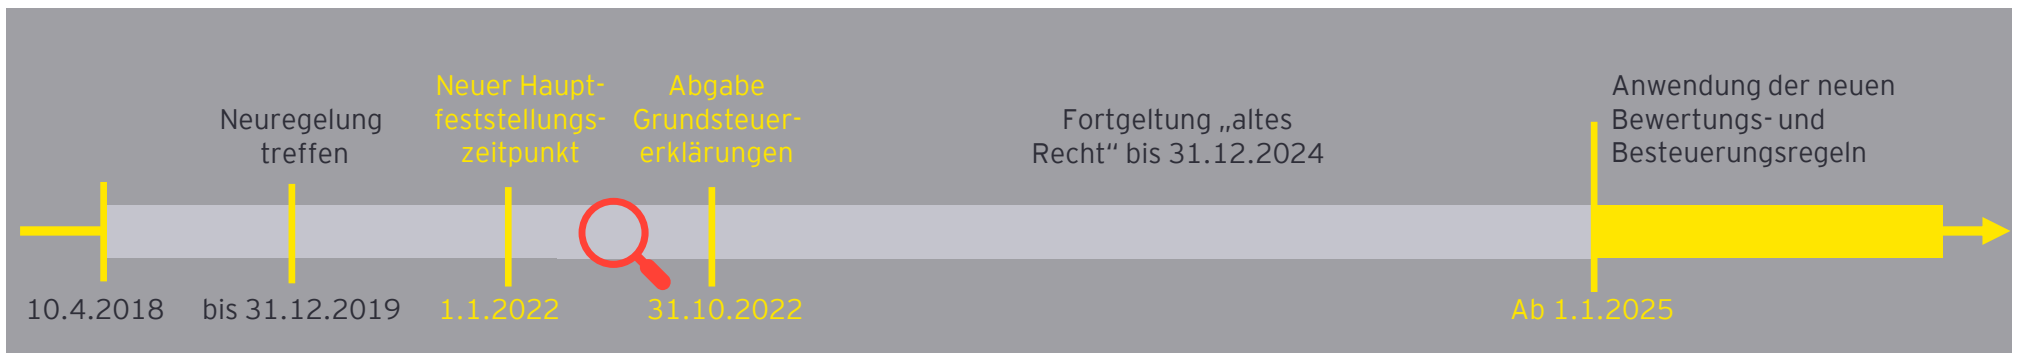 Neuregelung
treffen
Neuer Haupt-
feststellungs-
zeitpunkt
Abgabe
Grundsteuer-
erklärungen
Fortgeltung „altes
Recht“ bis 31.12.2024
Anwendung der neuen
Bewertungs- und
Besteuerungsregeln
10.4.2018
bis 31.12.2019
1.1.2022
31.10.2022
Ab 1.1.2025